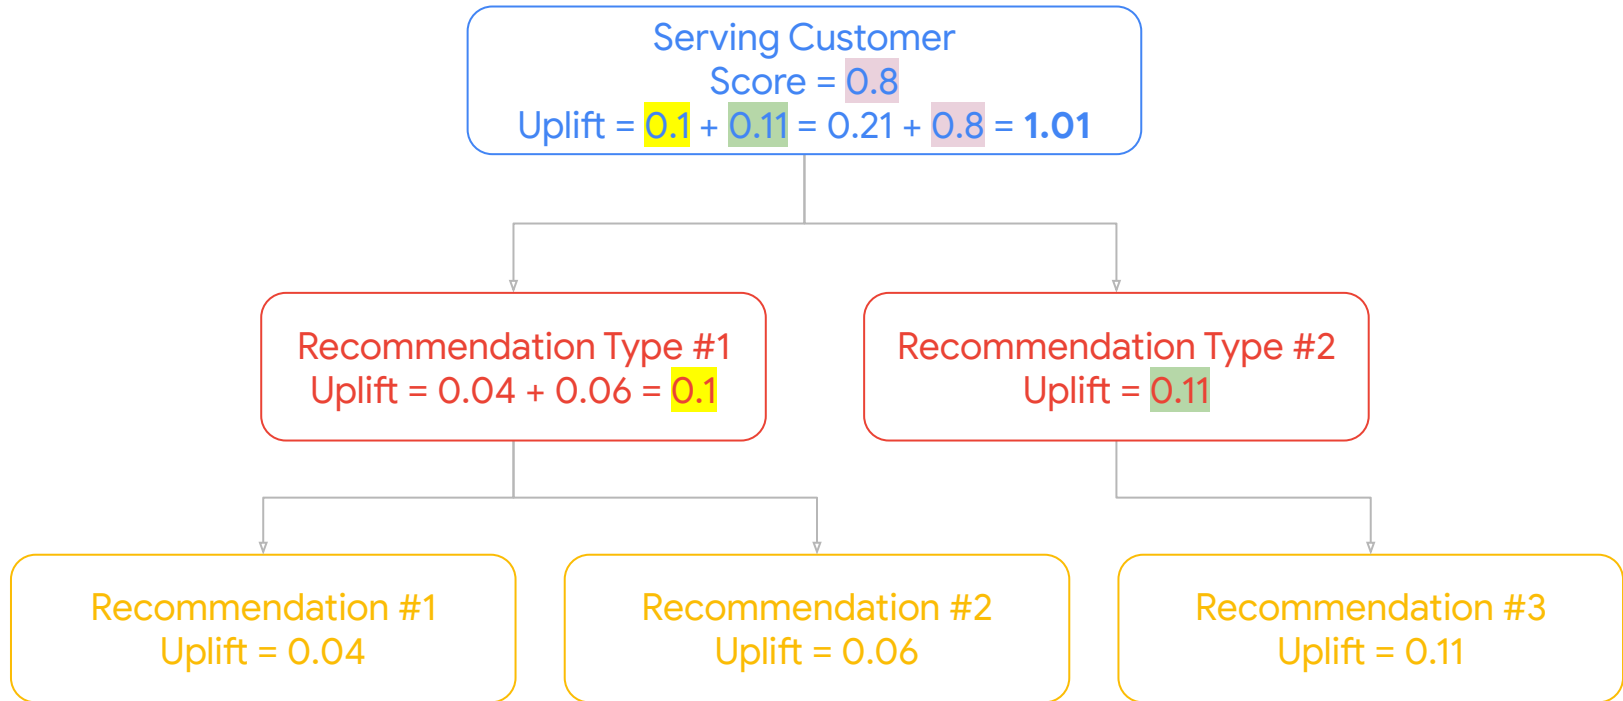 Serving Customer
Score = 0.8
Uplift = 0.1 + 0.11 = 0.21 + 0.8 = 1.01
Recommendation Type #1
Uplift = 0.04 + 0.06 = 0.1
Recommendation Type #2
Uplift = 0.11
Recommendation #1
Uplift = 0.04
Recommendation #2
Uplift = 0.06
Recommendation #3
Uplift = 0.11